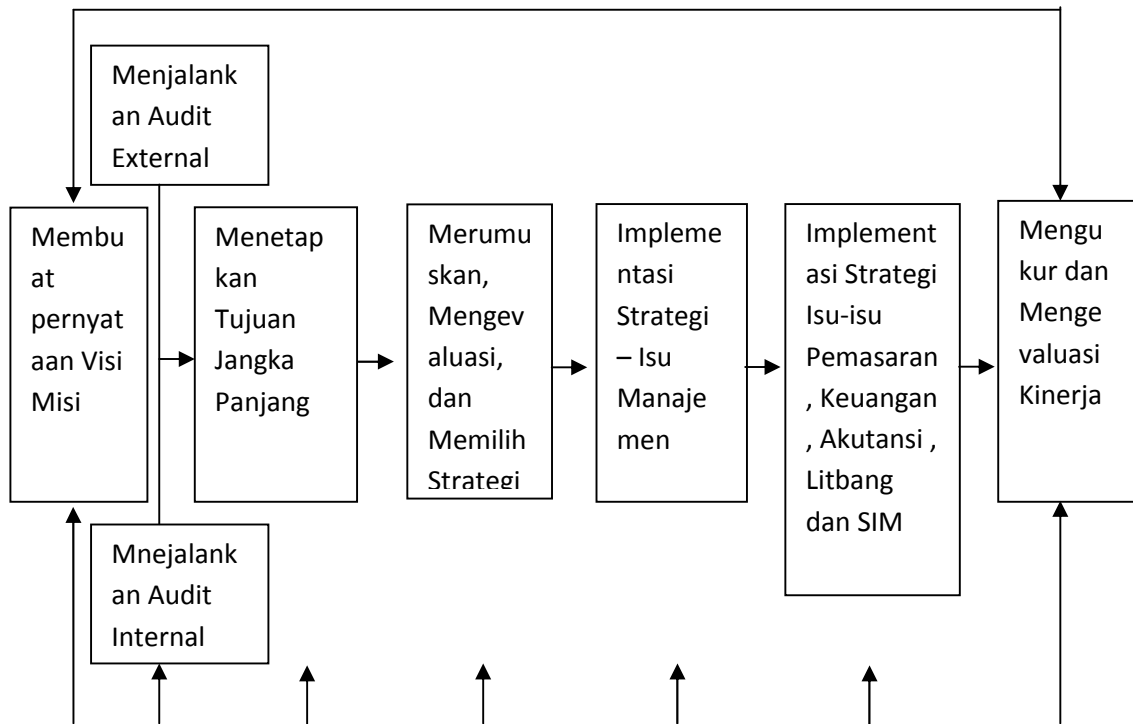 Menjalank
an Audit
External
Membu
at
pernyat
aan Visi
Misi
Menetap
kan
Tujuan
Jangka
Panjang
Merumu
skan,
Mengev
aluasi,
dan
Memilih
Strategi
Impleme
ntasi
Strategi
– Isu
Manaje
men
Implement
asi Strategi
Isu-isu
Pemasaran
, Keuangan
, Akutansi ,
Litbang
dan SIM
Mengu
kur dan
Menge
valuasi
Kinerja
Mnejalank
an Audit
Internal